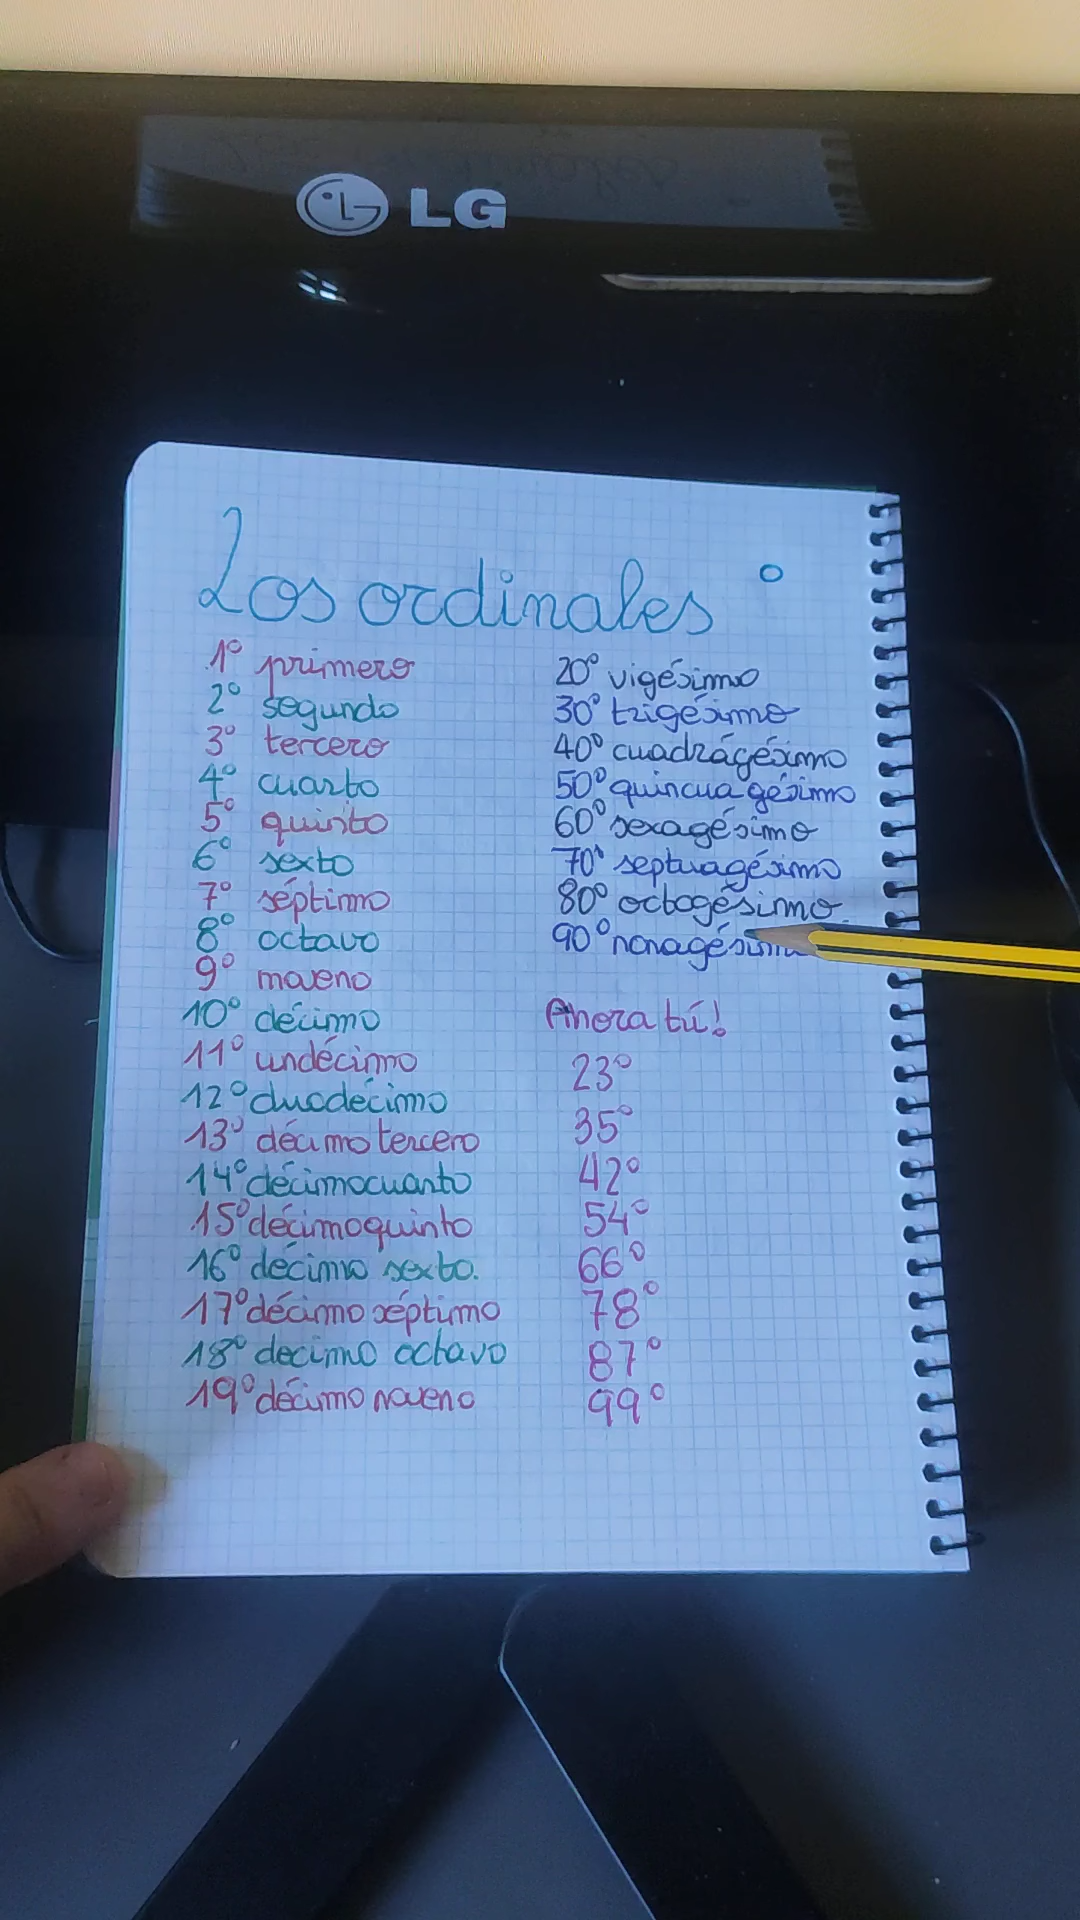 LG
Los ordinales °
1º primero
2º segundo
3º tercero
4º cuarto
5º quinto
6º sexto
7º séptimo
8º octavo
9º noveno
10º décimo
11º undécimo
12º duodécimo
13º décimo tercero
14º décimocuarto
15º décimoquinto
16º décimo sexto.
17º décimo séptimo
18º decimo octavo
19º décimo noveno
20º vigésimo
30º trigésimo
40º cuadrágésimo
50º quincuagésimo
60º sexagésimo
70º septuagésimo
80º octogésimo
90º nonagésimo
Ahora tú!
23º
35º
42º
54º
66º
78º
87º
99º